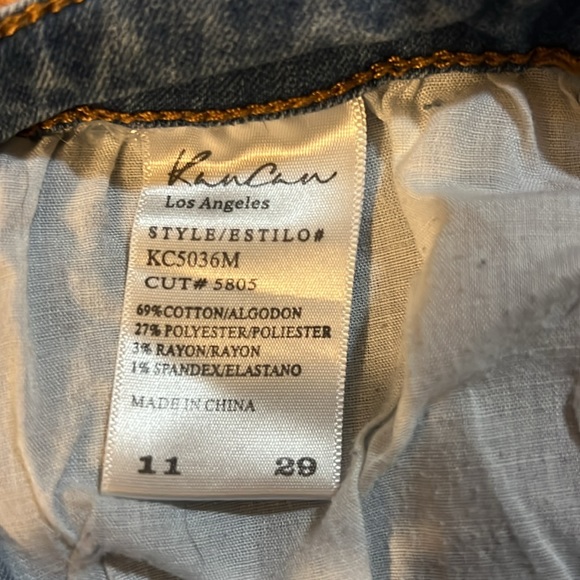 KanCan
Los Angeles
STYLE/ESTILO#
KC5036M
CUT# 5805
69%COTTON/ALGODON
27% POLYESTER/POLIESTER
3% RAYON/RAYON
1% SPANDEX/ELASTANO
MADE IN CHINA
11 29